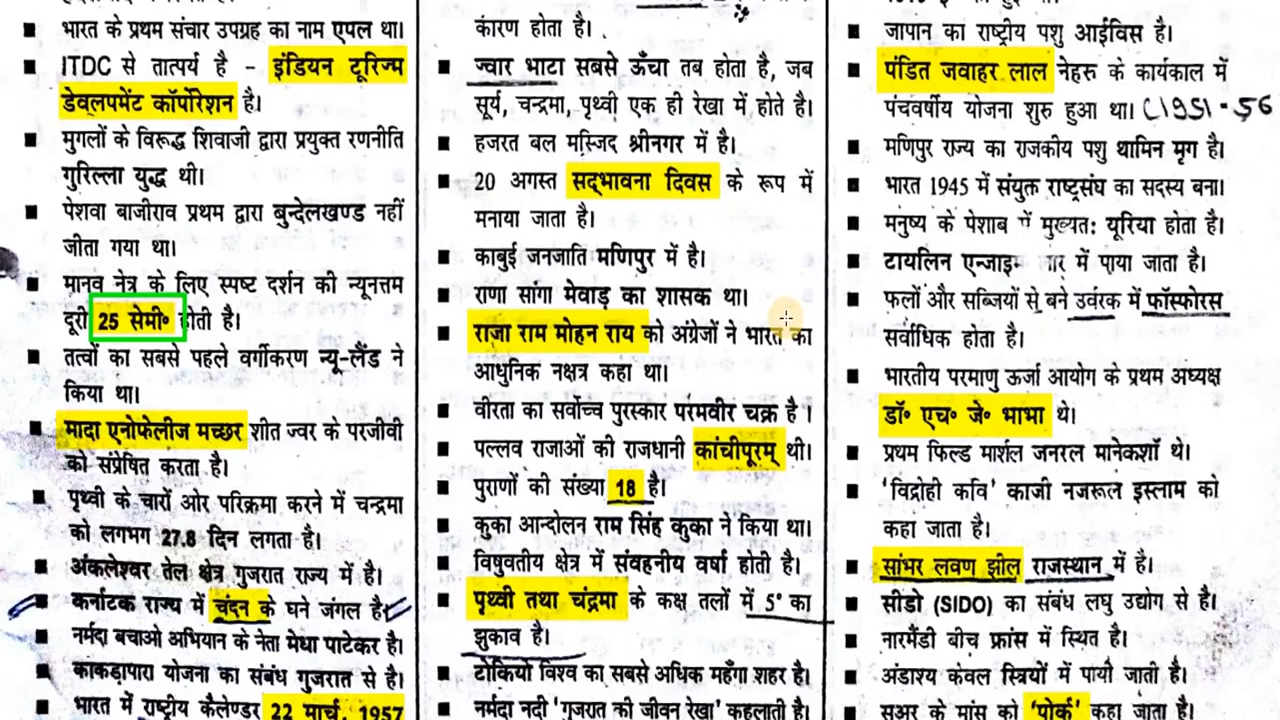 भारत के प्रथम संचार उपग्रह का नाम एपल था।
ITDC से तात्पर्य है - इंडियन टूरिज्म
डेवलपमेंट कॉर्पोरेशन है।
मुगलों के विरूद्ध शिवाजी द्वारा प्रयुक्त रणनीति
गुरिल्ला युद्ध थी।
पेशवा बाजीराव प्रथम द्वारा बुन्देलखण्ड नहीं
जीता गया था।
मानव नेत्र के लिए स्पष्ट दर्शन की न्यूनतम
दूरी 25 सेमी० होती है।
तत्वों का सबसे पहले वर्गीकरण न्यू-लैंड ने
किया था।
मादा एनोफेलीज मच्छर शीत ज्वर के परजीवी
को संप्रेषित करता है।
पृथ्वी के चारों ओर परिक्रमा करने में चन्द्रमा
को लगभग 27.8 दिन लगता है।
अंकलेश्वर तेल क्षेत्र गुजरात राज्य में है।
कर्नाटक राज्य में चंदन के घने जंगल है।
नर्मदा बचाओ अभियान के नेता मेधा पाटेकर है।
काकड़ापारा योजना का संबंध गुजरात से है।
भारत में राष्ट्रीय कैलेण्डर 22 मार्च, 1957
कारण होता है।
ज्वार भाटा सबसे ऊँचा तब होता है, जब
सूर्य, चन्द्रमा, पृथ्वी एक ही रेखा में होते है।
हजरत बल मस्जिद श्रीनगर में है।
20 अगस्त सद्भावना दिवस के रूप में
मनाया जाता है।
काबुई जनजाति मणिपुर में है।
राणा सांगा मेवाड़ का शासक था।
राजा राम मोहन राय को अंग्रेजों ने भारत का
आधुनिक नक्षत्र कहा था।
वीरता का सर्वोच्च पुरस्कार परमवीर चक्र है।
पल्लव राजाओं की राजधानी कांचीपूरम् थी।
पुराणों की संख्या 18 है।
कुका आन्दोलन राम सिंह कुका ने किया था।
विषुवतीय क्षेत्र में संवहनीय वर्षा होती है।
पृथ्वी तथा चंद्रमा के कक्ष तलों में 5° का
झुकाव है।
टोकियो विश्व का सबसे अधिक महँगा शहर है।
नर्मदा नदी 'गुजरात की जीवन रेखा' कहलाती है।
जापान का राष्ट्रीय पशु आईविस है।
पंडित जवाहर लाल नेहरु के कार्यकाल में
पंचवर्षीय योजना शुरु हुआ था। (1951 - 56
मणिपुर राज्य का राजकीय पशु थामिन मृग है।
भारत 1945 में संयुक्त राष्ट्रसंघ का सदस्य बना।
मनुष्य के पेशाब में मुख्यत: यूरिया होता है।
टायलिन एन्जाइम लार में पाया जाता है।
फलों और सब्जियों से बने उर्वरक में फॉस्फोरस
सर्वाधिक होता है।
भारतीय परमाणु ऊर्जा आयोग के प्रथम अध्यक्ष
डॉ० एच० जे० भाभा थे।
प्रथम फिल्ड मार्शल जनरल मानेकशॉ थे।
'विद्रोही कवि' काजी नजरूल इस्लाम को
कहा जाता है।
सांभर लवण झील राजस्थान में है।
सीडो (SIDO) का संबंध लघु उद्योग से है।
नारमैंडी बीच फ्रांस में स्थित है।
अंडाशय केवल स्त्रियों में पायी जाती है।
सूअर के मांस को 'पोर्क' कहा जाता है।